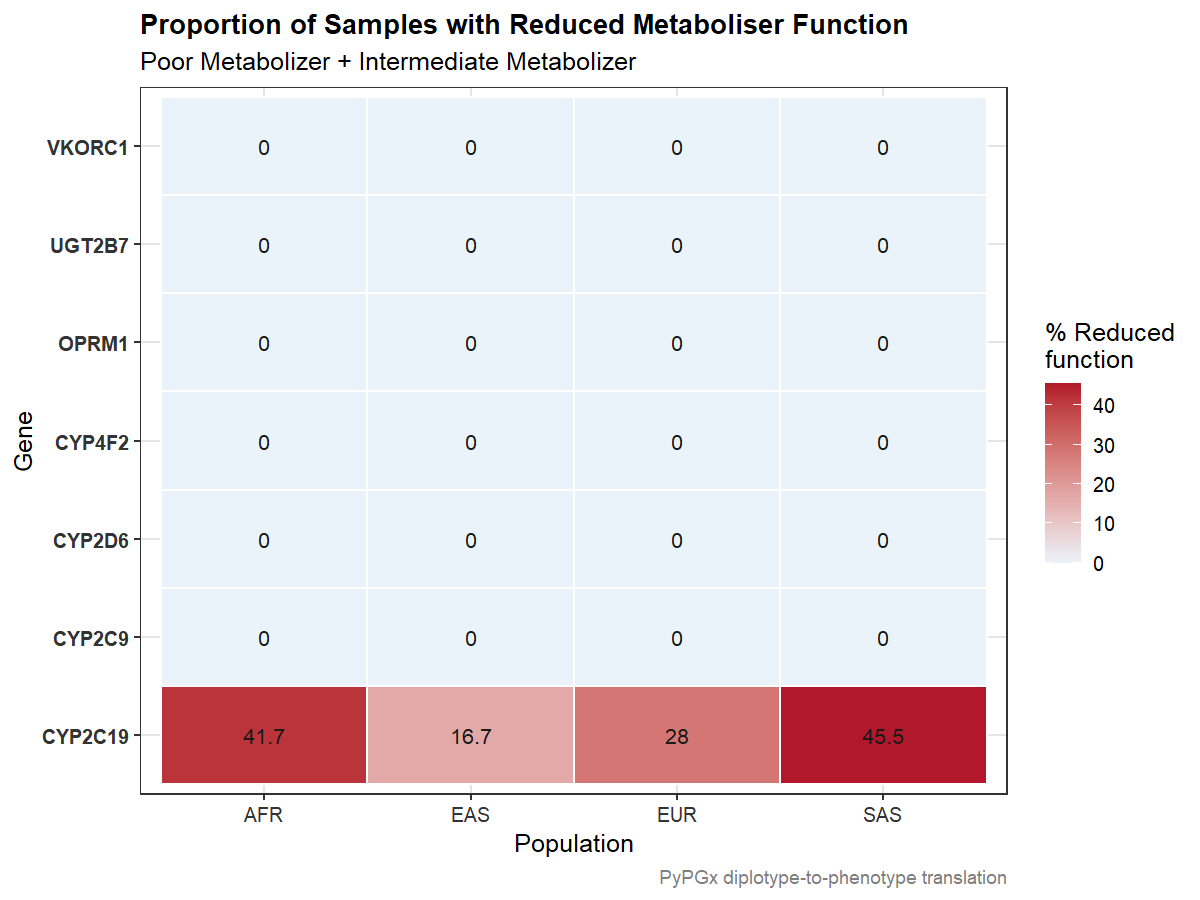 Proportion of Samples with Reduced Metaboliser Function
Poor Metabolizer + Intermediate Metabolizer
Gene
VKORC1 0 0 0 0
UGT2B7 0 0 0 0
OPRM1 0 0 0 0
CYP4F2 0 0 0 0
CYP2D6 0 0 0 0
CYP2C9 0 0 0 0
CYP2C19 41.7 16.7 28 45.5
AFR EAS EUR SAS
Population
% Reduced
function
40
30
20
10
0
PyPGx diplotype-to-phenotype translation